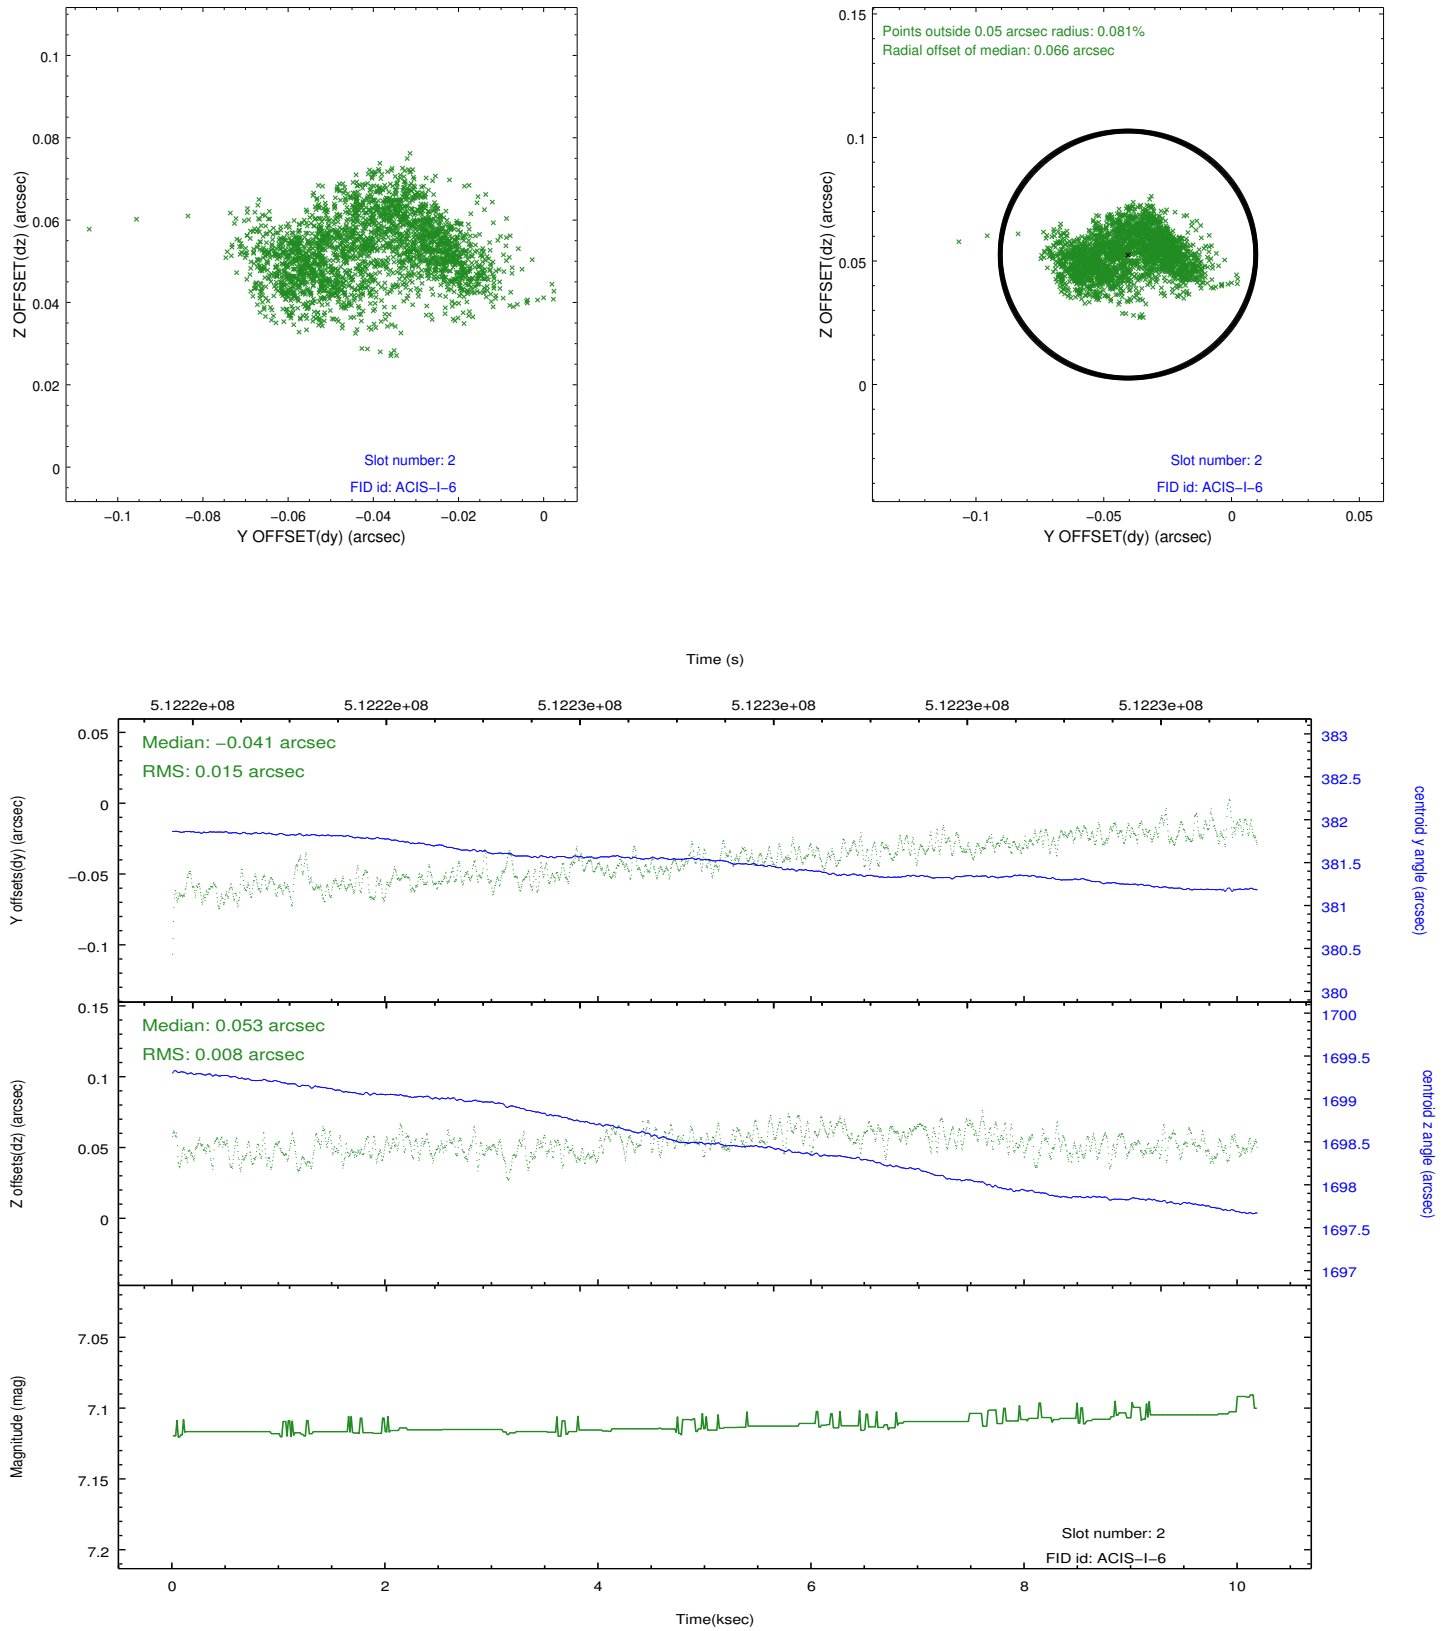 0.1
0.08
0.06
0.04
0.02
0
Z OFFSET(dz) (arcsec)
Slot number: 2
FID id: ACIS−I−6
−0.1 −0.08 −0.06 −0.04 −0.02 0
Y OFFSET(dy) (arcsec)
Points outside 0.05 arcsec radius: 0.081%
Radial offset of median: 0.066 arcsec
0.15
0.1
0.05
0
Z OFFSET(dz) (arcsec)
Slot number: 2
FID id: ACIS−I−6
−0.1 −0.05 0 0.05
Y OFFSET(dy) (arcsec)
Time (s)
5.1222e+08 5.1222e+08 5.1223e+08 5.1223e+08 5.1223e+08 5.1223e+08
Median: −0.041 arcsec
RMS: 0.015 arcsec
0.05
0
−0.05
−0.1
Y offsets(dy) (arcsec)
383
382.5
382
381.5
381
380.5
380
centroid y angle (arcsec)
Median: 0.053 arcsec
RMS: 0.008 arcsec
0.15
0.1
0.05
0
Z offsets(dz) (arcsec)
1700
1699.5
1699
1698.5
1698
1697.5
1697
centroid z angle (arcsec)
7.05
7.1
7.15
7.2
Magnitude (mag)
Slot number: 2
FID id: ACIS−I−6
0 2 4 6 8 10
Time(ksec)